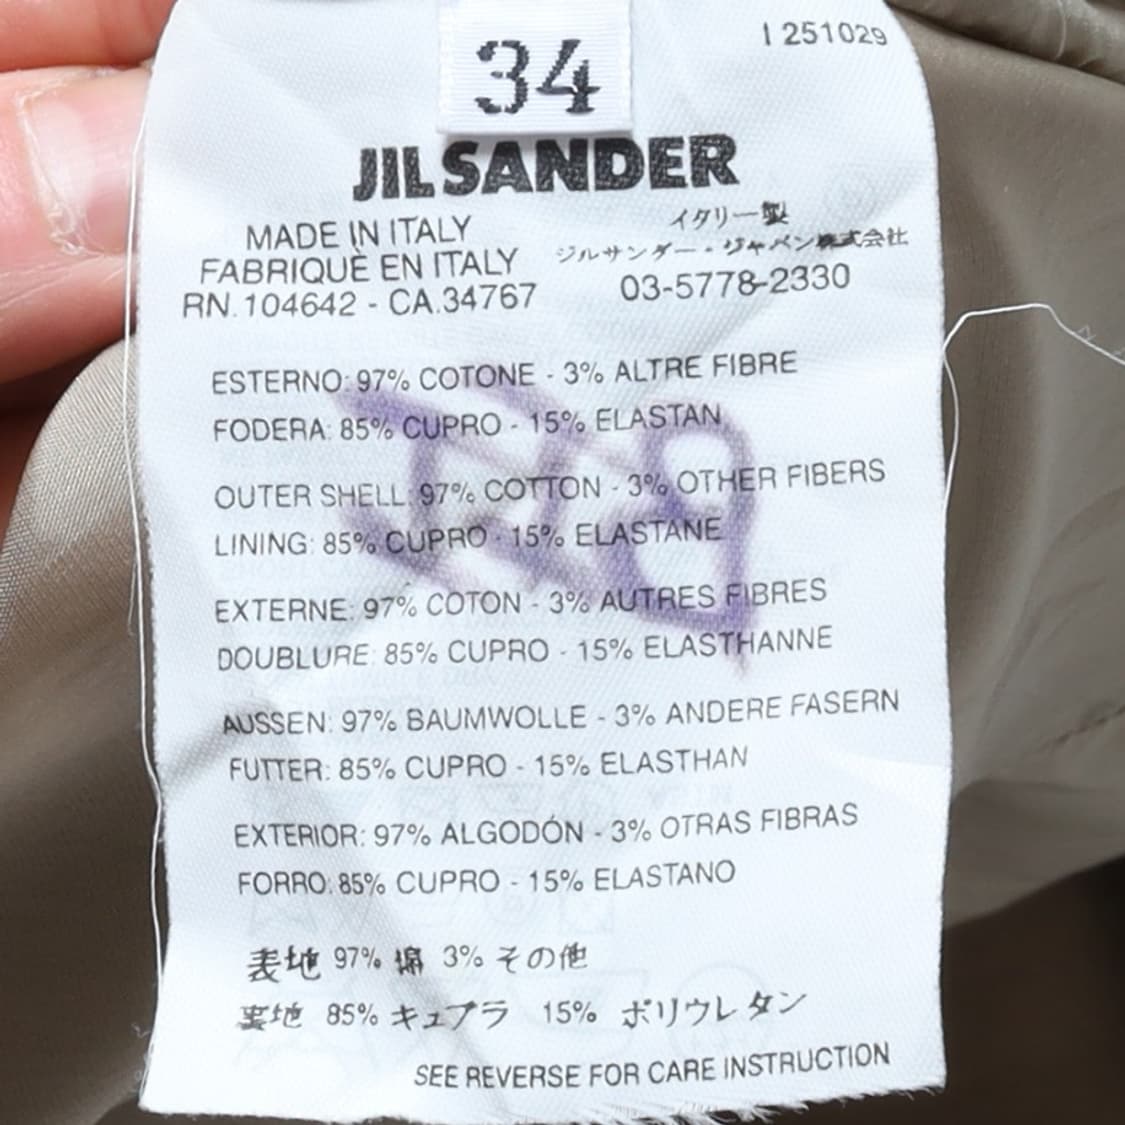 34
I 251029
JIL SANDER
MADE IN ITALY
FABRIQUÈ EN ITALY
RN.104642 - CA.34767
イタリー製
ジルサンダー・ジャパン株式会社
03-5778-2330
ESTERNO: 97% COTONE - 3% ALTRE FIBRE
FODERA: 85% CUPRO - 15% ELASTAN
OUTER SHELL: 97% COTTON - 3% OTHER FIBERS
LINING: 85% CUPRO - 15% ELASTANE
EXTERNE: 97% COTON - 3% AUTRES FIBRES
DOUBLURE: 85% CUPRO - 15% ELASTHANNE
AUSSEN: 97% BAUMWOLLE - 3% ANDERE FASERN
FUTTER: 85% CUPRO - 15% ELASTHAN
EXTERIOR: 97% ALGODÓN - 3% OTRAS FIBRAS
FORRO: 85% CUPRO - 15% ELASTANO
表地 97% 綿 3% その他
裏地 85% キュプラ 15% ポリウレタン
SEE REVERSE FOR CARE INSTRUCTION